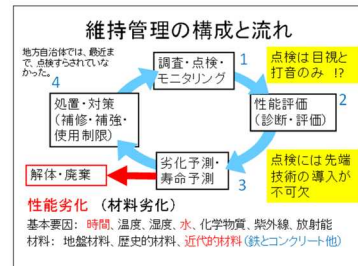 維持管理の構成と流れ
地方自治体では、最近ま
で、点検すらされていな
かった。
調査・点検・
モニタリング
1
点検は目視と
打音のみ !?
4
処置・対策
(補修・補強・
使用制限)
性能評価
(診断・評価)
2
劣化予測・
寿命予測
3
点検には先端
技術の導入が
不可欠
解体・廃棄
性能劣化 (材料劣化)
基本要因: 時間、温度、湿度、水、化学物質、紫外線、放射能
材料: 地盤材料、歴史的材料、近代的材料(鉄とコンクリート他)